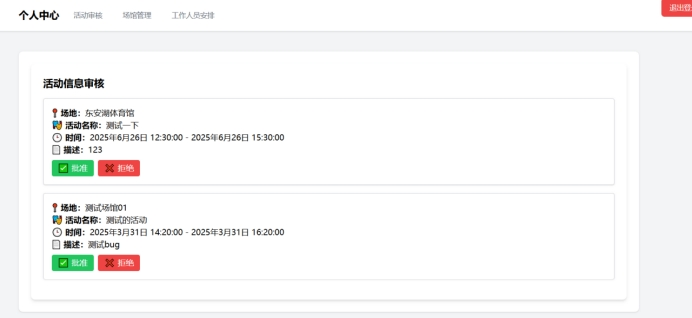 个人中心 活动审核 场馆管理 工作人员安排 退出登
活动信息审核
场地：东安湖体育馆
活动名称：测试一下
时间：2025年6月26日 12:30:00 - 2025年6月26日 15:30:00
描述：123
批准 拒绝
场地：测试场馆01
活动名称：测试的活动
时间：2025年3月31日 14:20:00 - 2025年3月31日 16:20:00
描述：测试bug
批准 拒绝